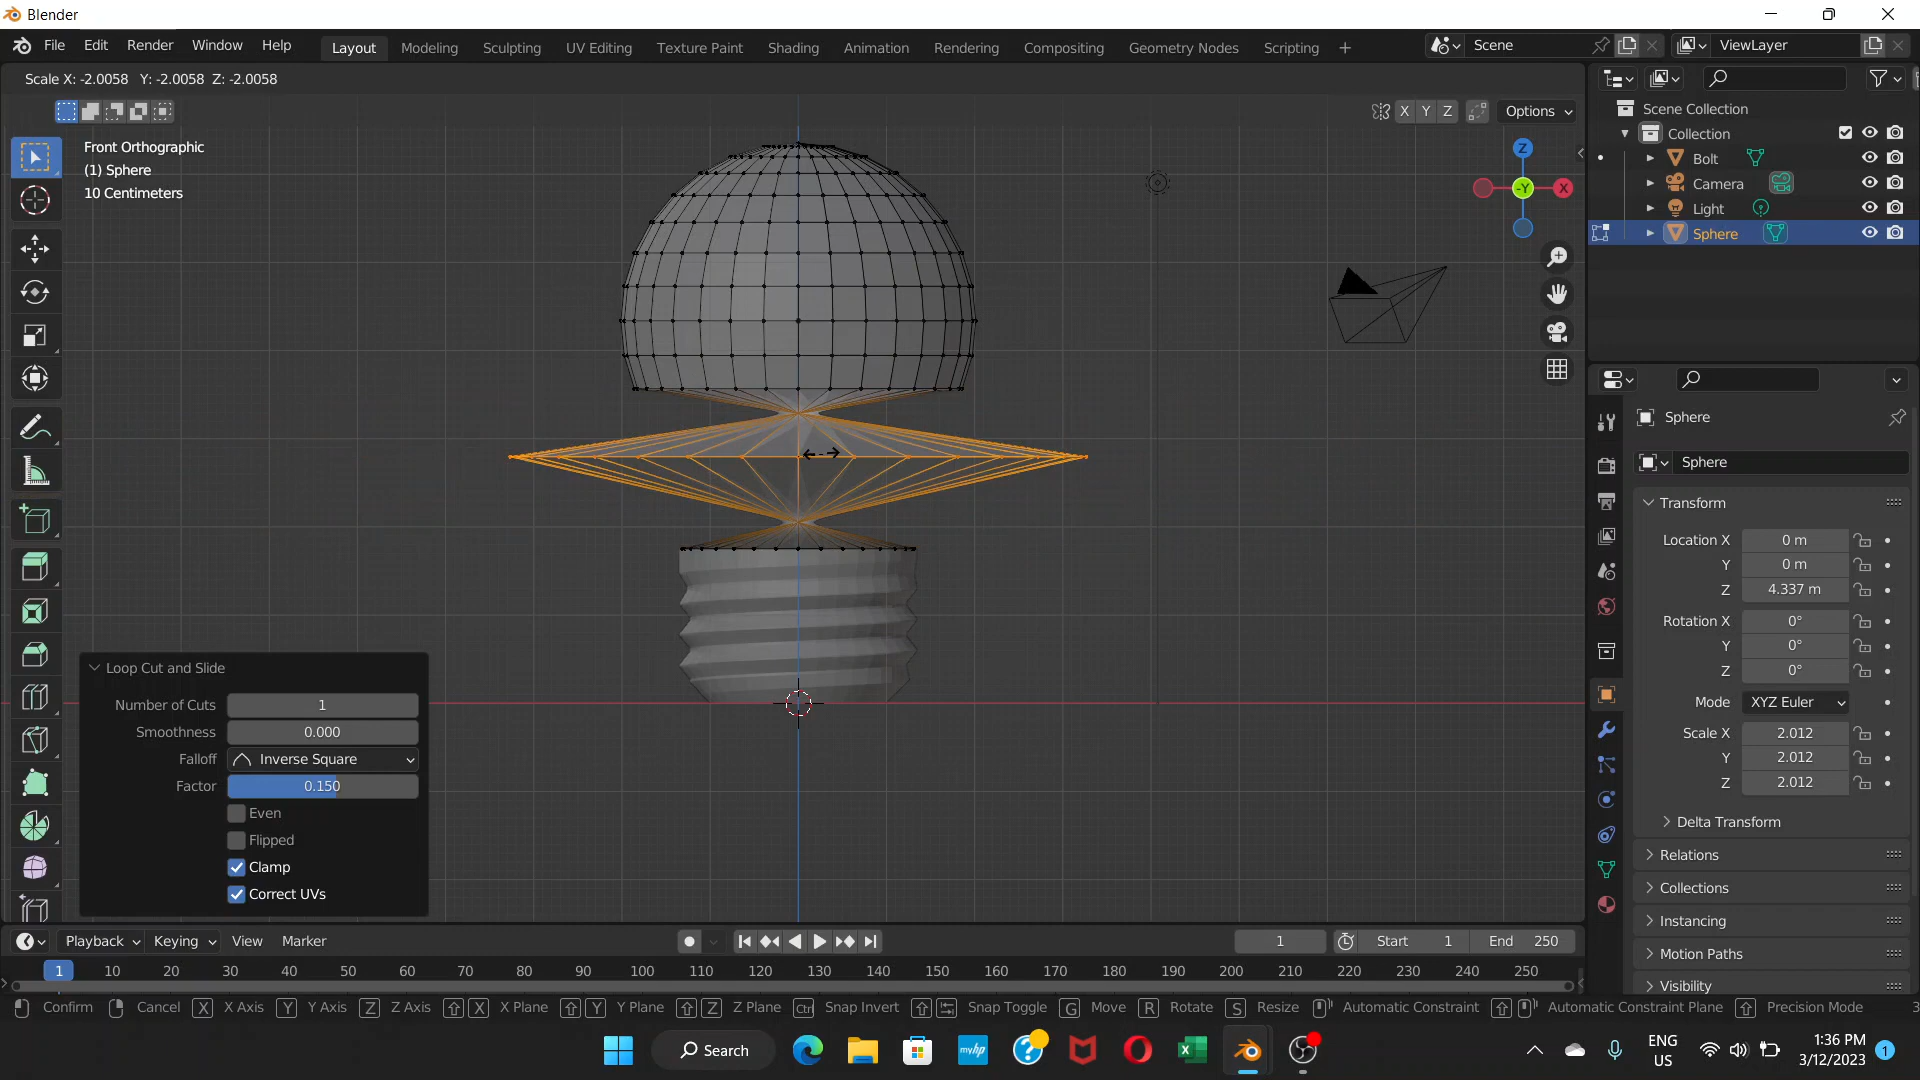 Blender
File Edit Render Window Help
Layout Modeling Sculpting UV Editing Texture Paint Shading Animation Rendering Compositing Geometry Nodes Scripting +
Scene
ViewLayer
Scale X: -2.0058 Y: -2.0058 Z: -2.0058
X Y Z
Options
Front Orthographic
(1) Sphere
10 Centimeters
Z
-Y
X
Scene Collection
Collection
Bolt
Camera
Light
Sphere
Sphere
Sphere
Transform
Location X 0 m
Y 0 m
Z 4.337 m
Rotation X 0°
Y 0°
Z 0°
Mode XYZ Euler
Scale X 2.012
Y 2.012
Z 2.012
Delta Transform
Relations
Collections
Instancing
Motion Paths
Visibility
Loop Cut and Slide
Number of Cuts 1
Smoothness 0.000
Falloff Inverse Square
Factor 0.150
Even
Flipped
Clamp
Correct UVs
Playback Keying View Marker
1 Start 1 End 250
1 10 20 30 40 50 60 70 80 90 100 110 120 130 140 150 160 170 180 190 200 210 220 230 240 250
Confirm Cancel X X Axis Y Y Axis Z Z Axis X X Plane Y Y Plane Z Z Plane Ctrl Snap Invert Snap Toggle G Move R Rotate S Resize Automatic Constraint Automatic Constraint Plane Precision Mode 3
Search
myhp
ENG
US
1:36 PM
3/12/2023
1